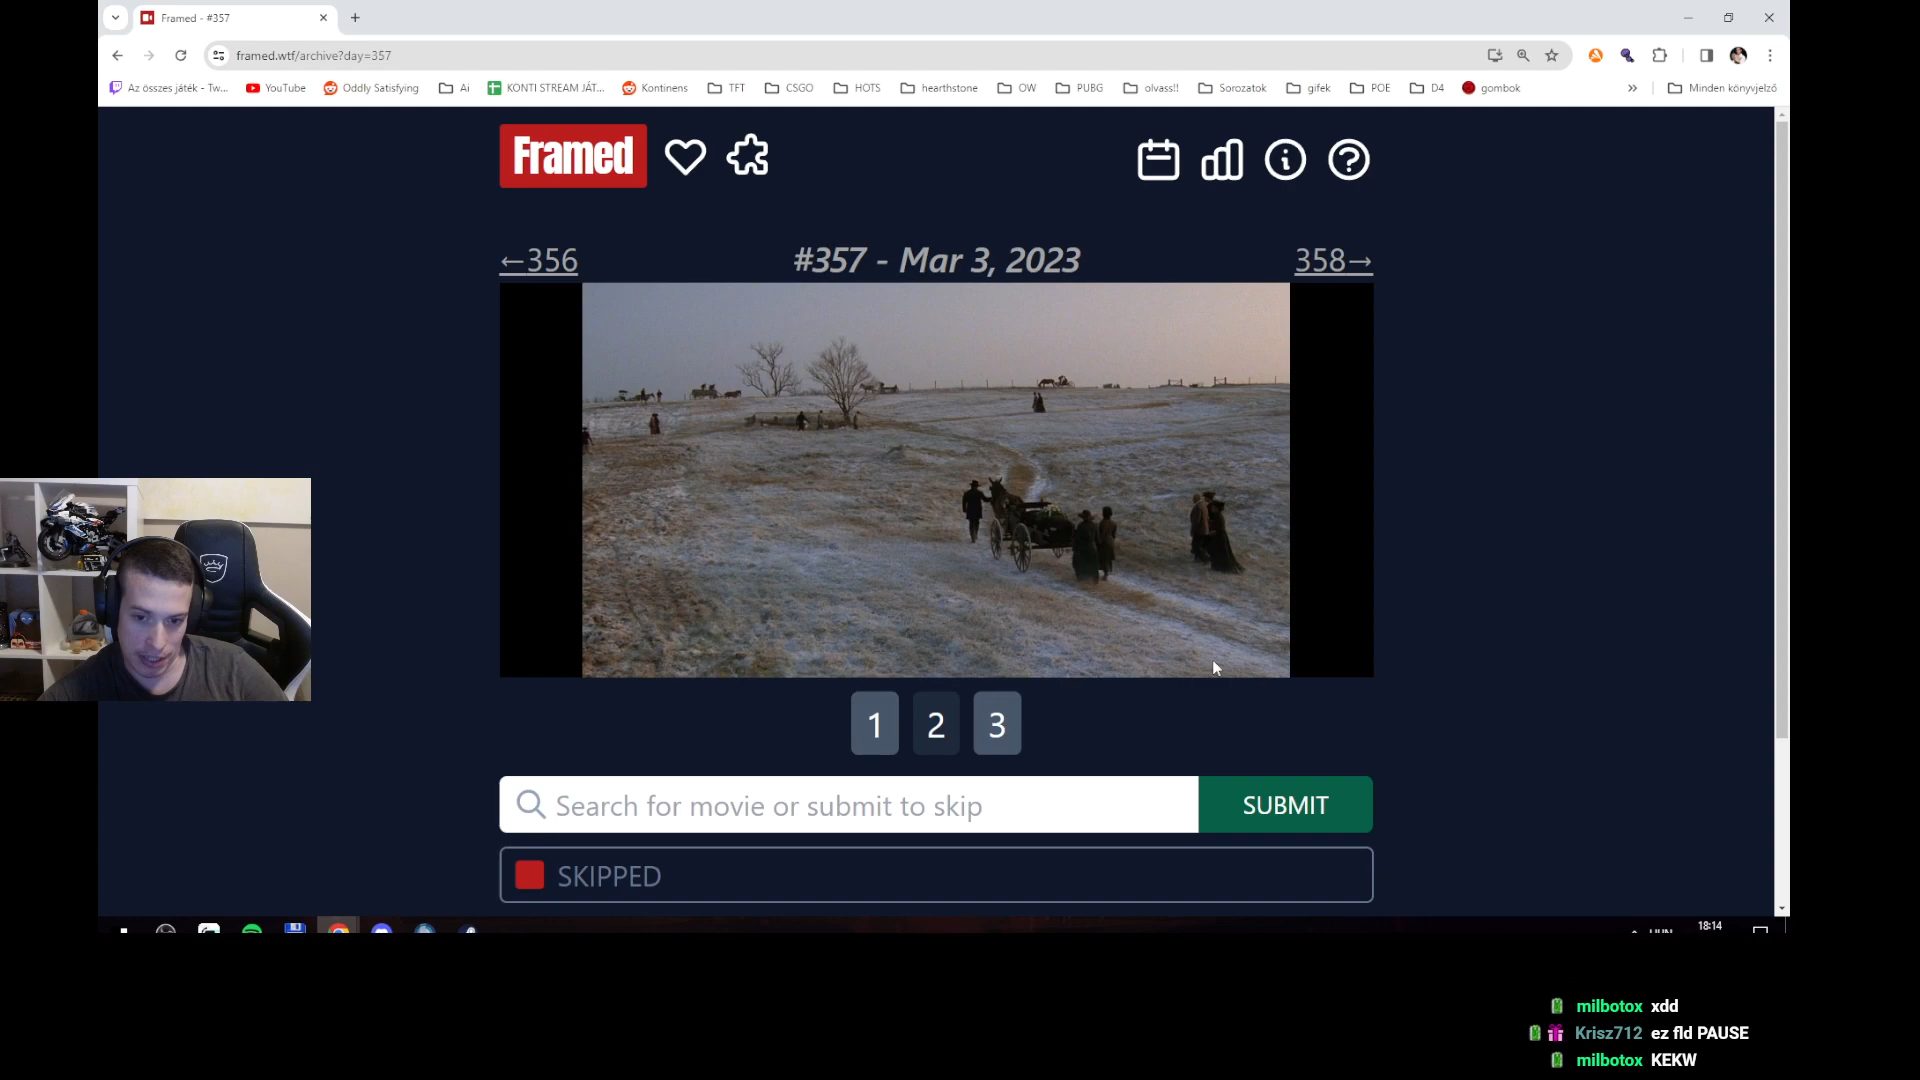 Framed - #357
framed.wtf/archive?day=357
Az összes játék - Tw...
YouTube
Oddly Satisfying
Ai
KONTI STREAM JÁT...
Kontinens
TFT
CSGO
HOTS
hearthstone
OW
PUBG
olvass!!
Sorozatok
gifek
POE
D4
gombok
»
Minden könyvjelző
Framed
←356
#357 - Mar 3, 2023
358→
1 2 3
Search for movie or submit to skip
SUBMIT
SKIPPED
18:14
milbotox xdd
Krisz712 ez fld PAUSE
milbotox KEKW